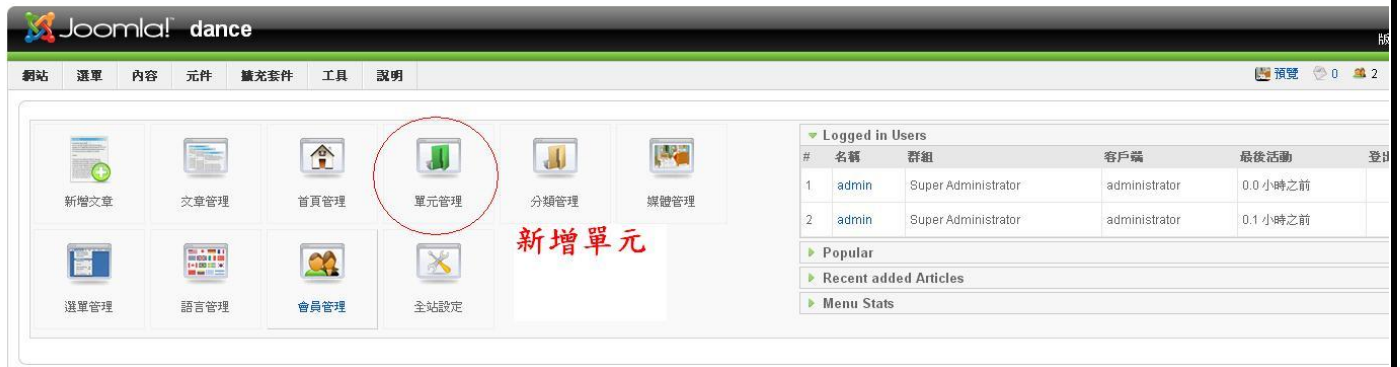 Joomla! dance
版
網站 選單 內容 元件 擴充套件 工具 說明 預覽 0 2
新增文章 文章管理 首頁管理 單元管理 分類管理 媒體管理
新增單元
選單管理 語言管理 會員管理 全站設定
Logged in Users
# 名稱 群組 客戶端 最後活動 登出
1 admin Super Administrator administrator 0.0 小時之前
2 admin Super Administrator administrator 0.1 小時之前
Popular
Recent added Articles
Menu Stats